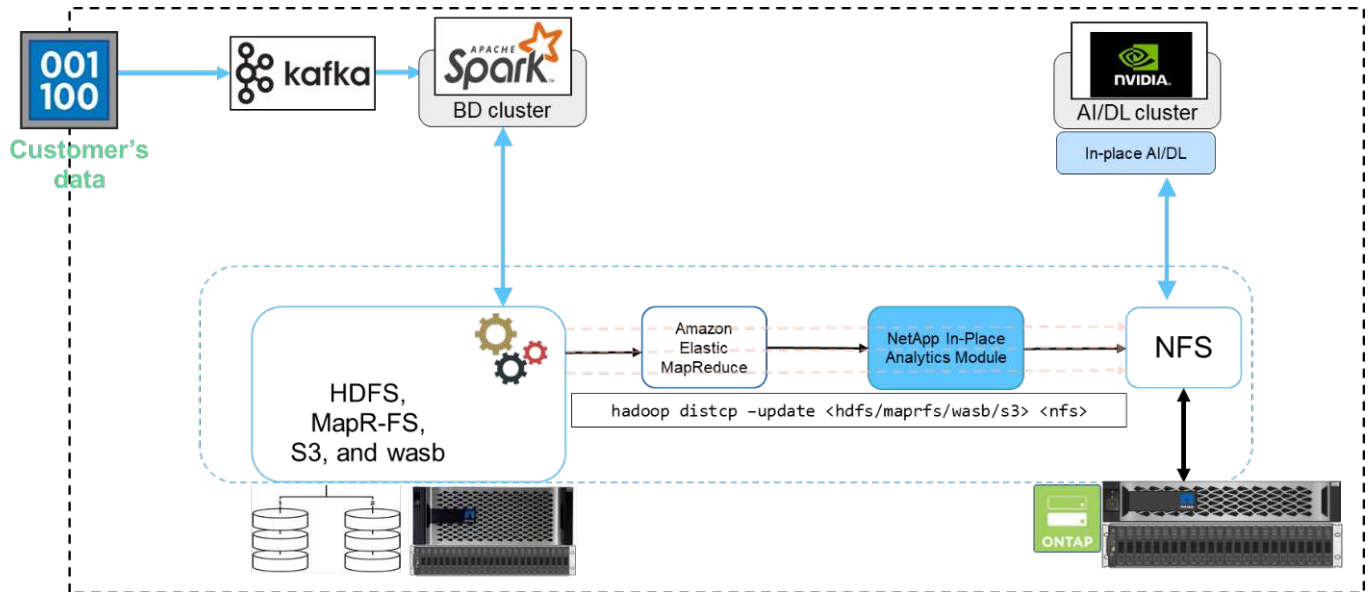 001
100
Customer's
data
kafka
APACHE
Spark
BD cluster
NVIDIA.
AI/DL cluster
In-place AI/DL
HDFS,
MapR-FS,
S3, and wasb
Amazon
Elastic
MapReduce
NetApp In-Place
Analytics Module
NFS
hadoop distcp –update <hdfs/maprfs/wasb/s3> <nfs>
ONTAP